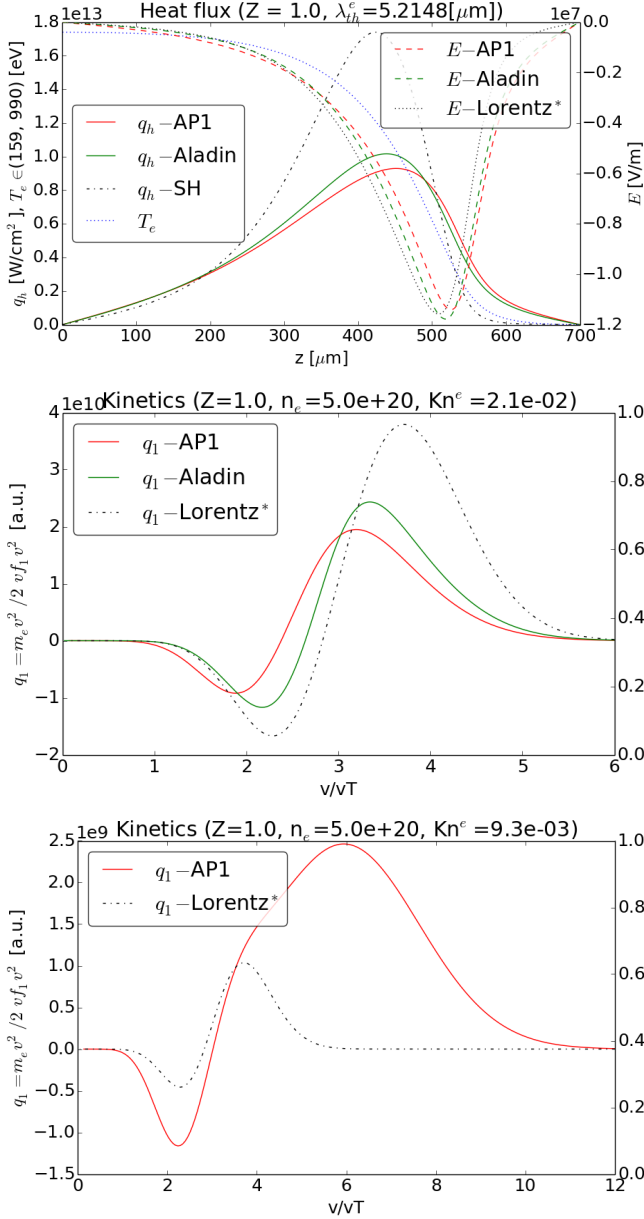 Heat flux (Z = 1.0, λ_th^e=5.2148[μm]
1e13
1e7
1.8
1.6
1.4
1.2
1.0
0.8
0.6
0.4
0.2
0.0
q_h [W/cm²], T_e ∈(159, 990) [eV]
q_h−AP1
q_h−Aladin
q_h−SH
T_e
E−AP1
E−Aladin
E−Lorentz*
0.0
−0.2
−0.4
−0.6
−0.8
−1.0
−1.2
E [V/m]
0 100 200 300 400 500 600 700
z [μm]
Kinetics (Z=1.0, n_e=5.0e+20, Kn^e=2.1e-02)
1e10
4
3
2
1
0
−1
−2
q_1 =m_e v² /2 v f_1 v² [a.u.]
q_1−AP1
q_1−Aladin
q_1−Lorentz*
1.0
0.8
0.6
0.4
0.2
0.0
0 1 2 3 4 5 6
v/vT
1e9 Kinetics (Z=1.0, n_e=5.0e+20, Kn^e=9.3e-03)
2.5
2.0
1.5
1.0
0.5
0.0
−0.5
−1.0
−1.5
q_1 =m_e v² /2 v f_1 v² [a.u.]
q_1−AP1
q_1−Lorentz*
1.0
0.8
0.6
0.4
0.2
0.0
0 2 4 6 8 10 12
v/vT